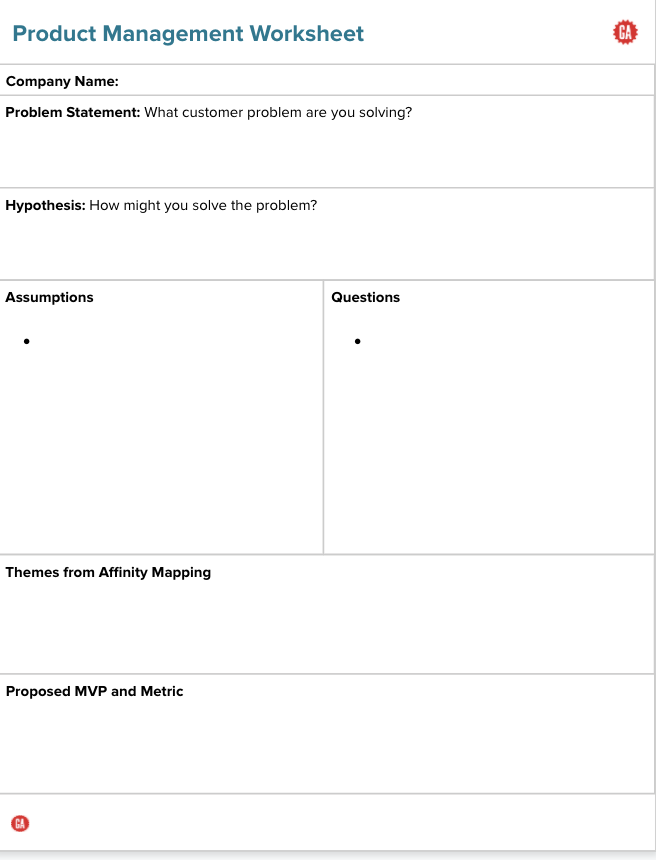 Product Management Worksheet
GA
Company Name:
Problem Statement: What customer problem are you solving?
Hypothesis: How might you solve the problem?
Assumptions
Questions
Themes from Affinity Mapping
Proposed MVP and Metric
GA